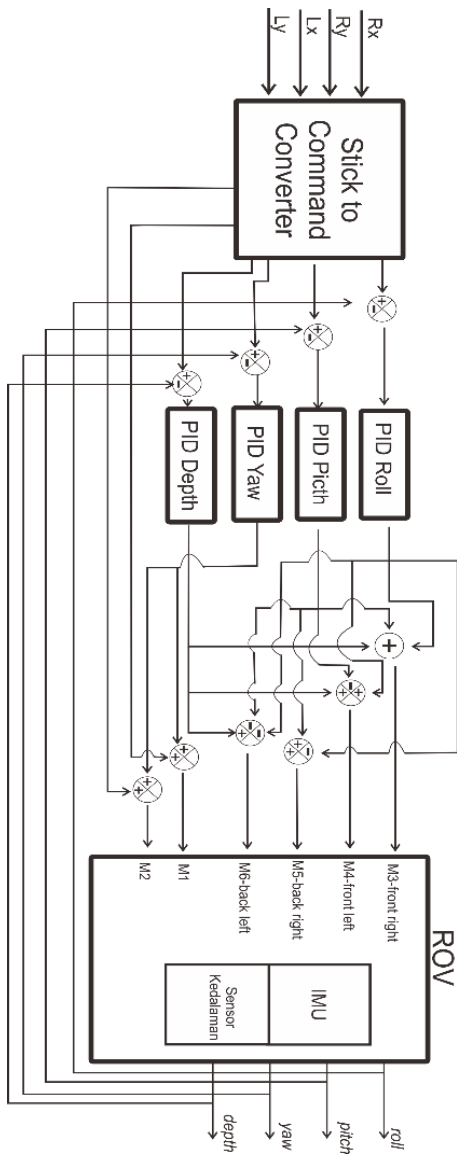 Rx
Ry
Lx
Ly
Stick to
Command
Converter
PID Roll
PID Picth
PID Yaw
PID Depth
ROV
M3-front right
M4-front left
M5-back right
M6-back left
M1
M2
IMU
Sensor
Kedalaman
roll
pitch
yaw
depth